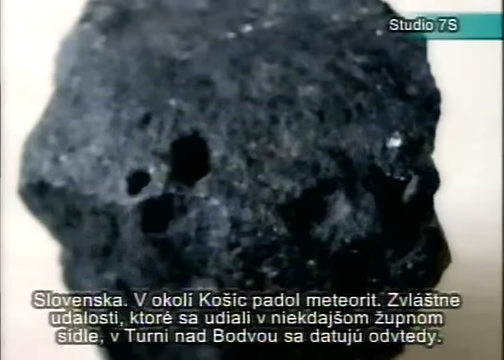 Studio 7S
Slovenska. V okolí Košíc padol meteorit. Zvláštne
udalosti, ktoré sa udiali v niekdajšom župnom
sídle, v Turni nad Bodvou sa datujú odvtedy.